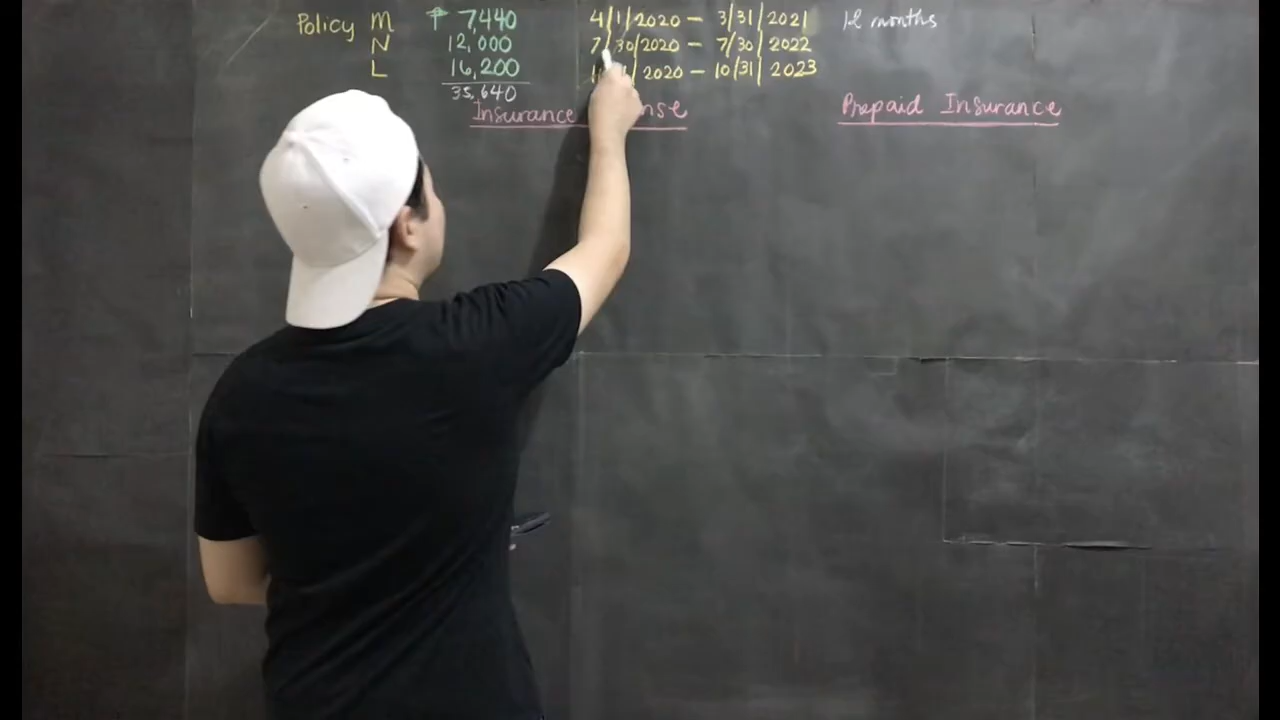 Policy M ₱ 7,440 4/1/2020 - 3/31/2021 12 months
N 12,000 7/30/2020 - 7/30/2022
L 16,200 2020 - 10/31/2023
35,640
Insurance Prepaid Insurance